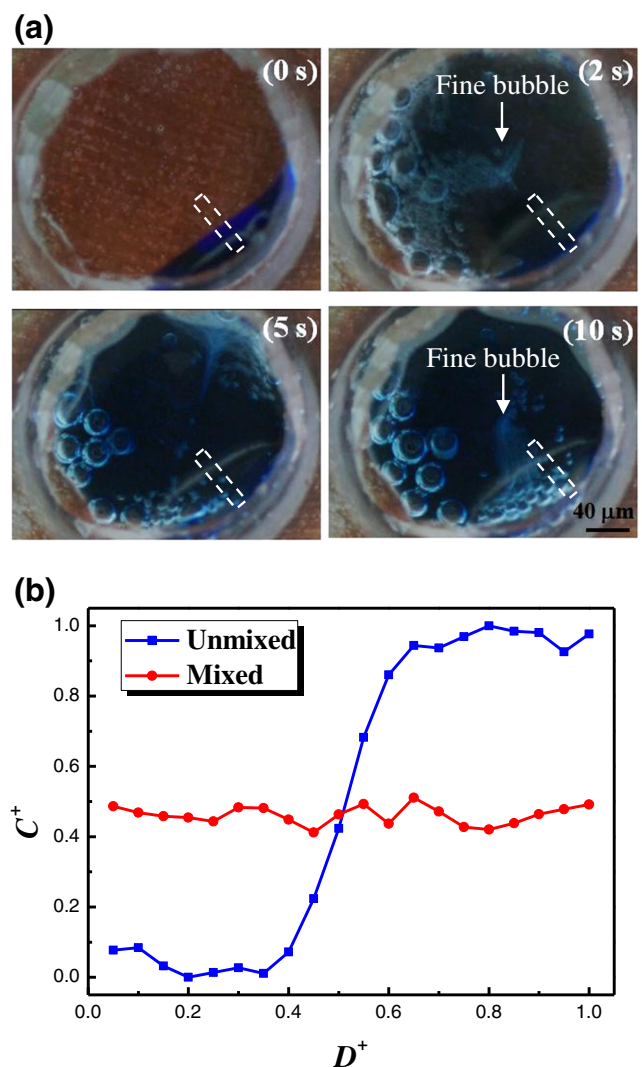 (a)
(0 s)
(2 s)
Fine bubble
(5 s)
(10 s)
Fine bubble
40 μm
(b)
Unmixed
Mixed
1.0
0.8
0.6
0.4
0.2
0.0
C+
0.0 0.2 0.4 0.6 0.8 1.0
D+